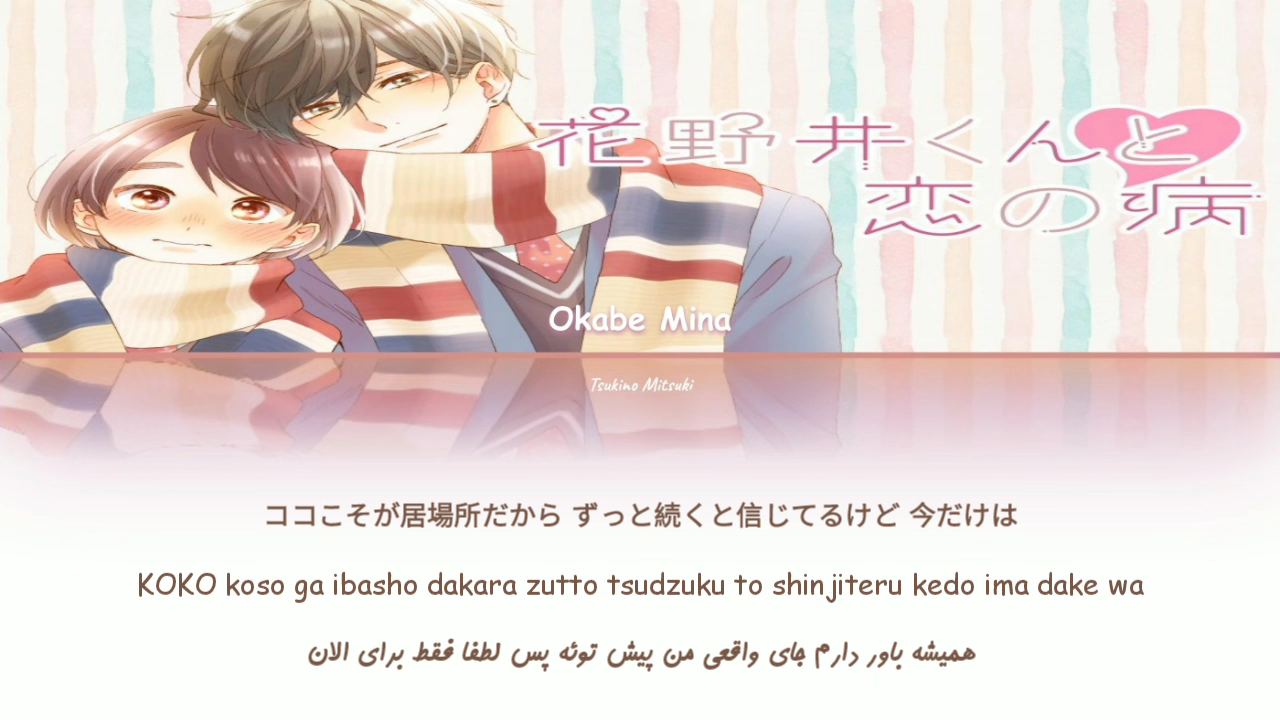 花野井くんと
恋の病
Okabe Mina
Tsukino Mitsuki
ココこそが居場所だから ずっと続くと信じてるけど 今だけは
KOKO koso ga ibasho dakara zutto tsudzuku to shinjiteru kedo ima dake wa
همیشه باور دارم جای واقعی من پیش توئه پس لطفا فقط برای الان